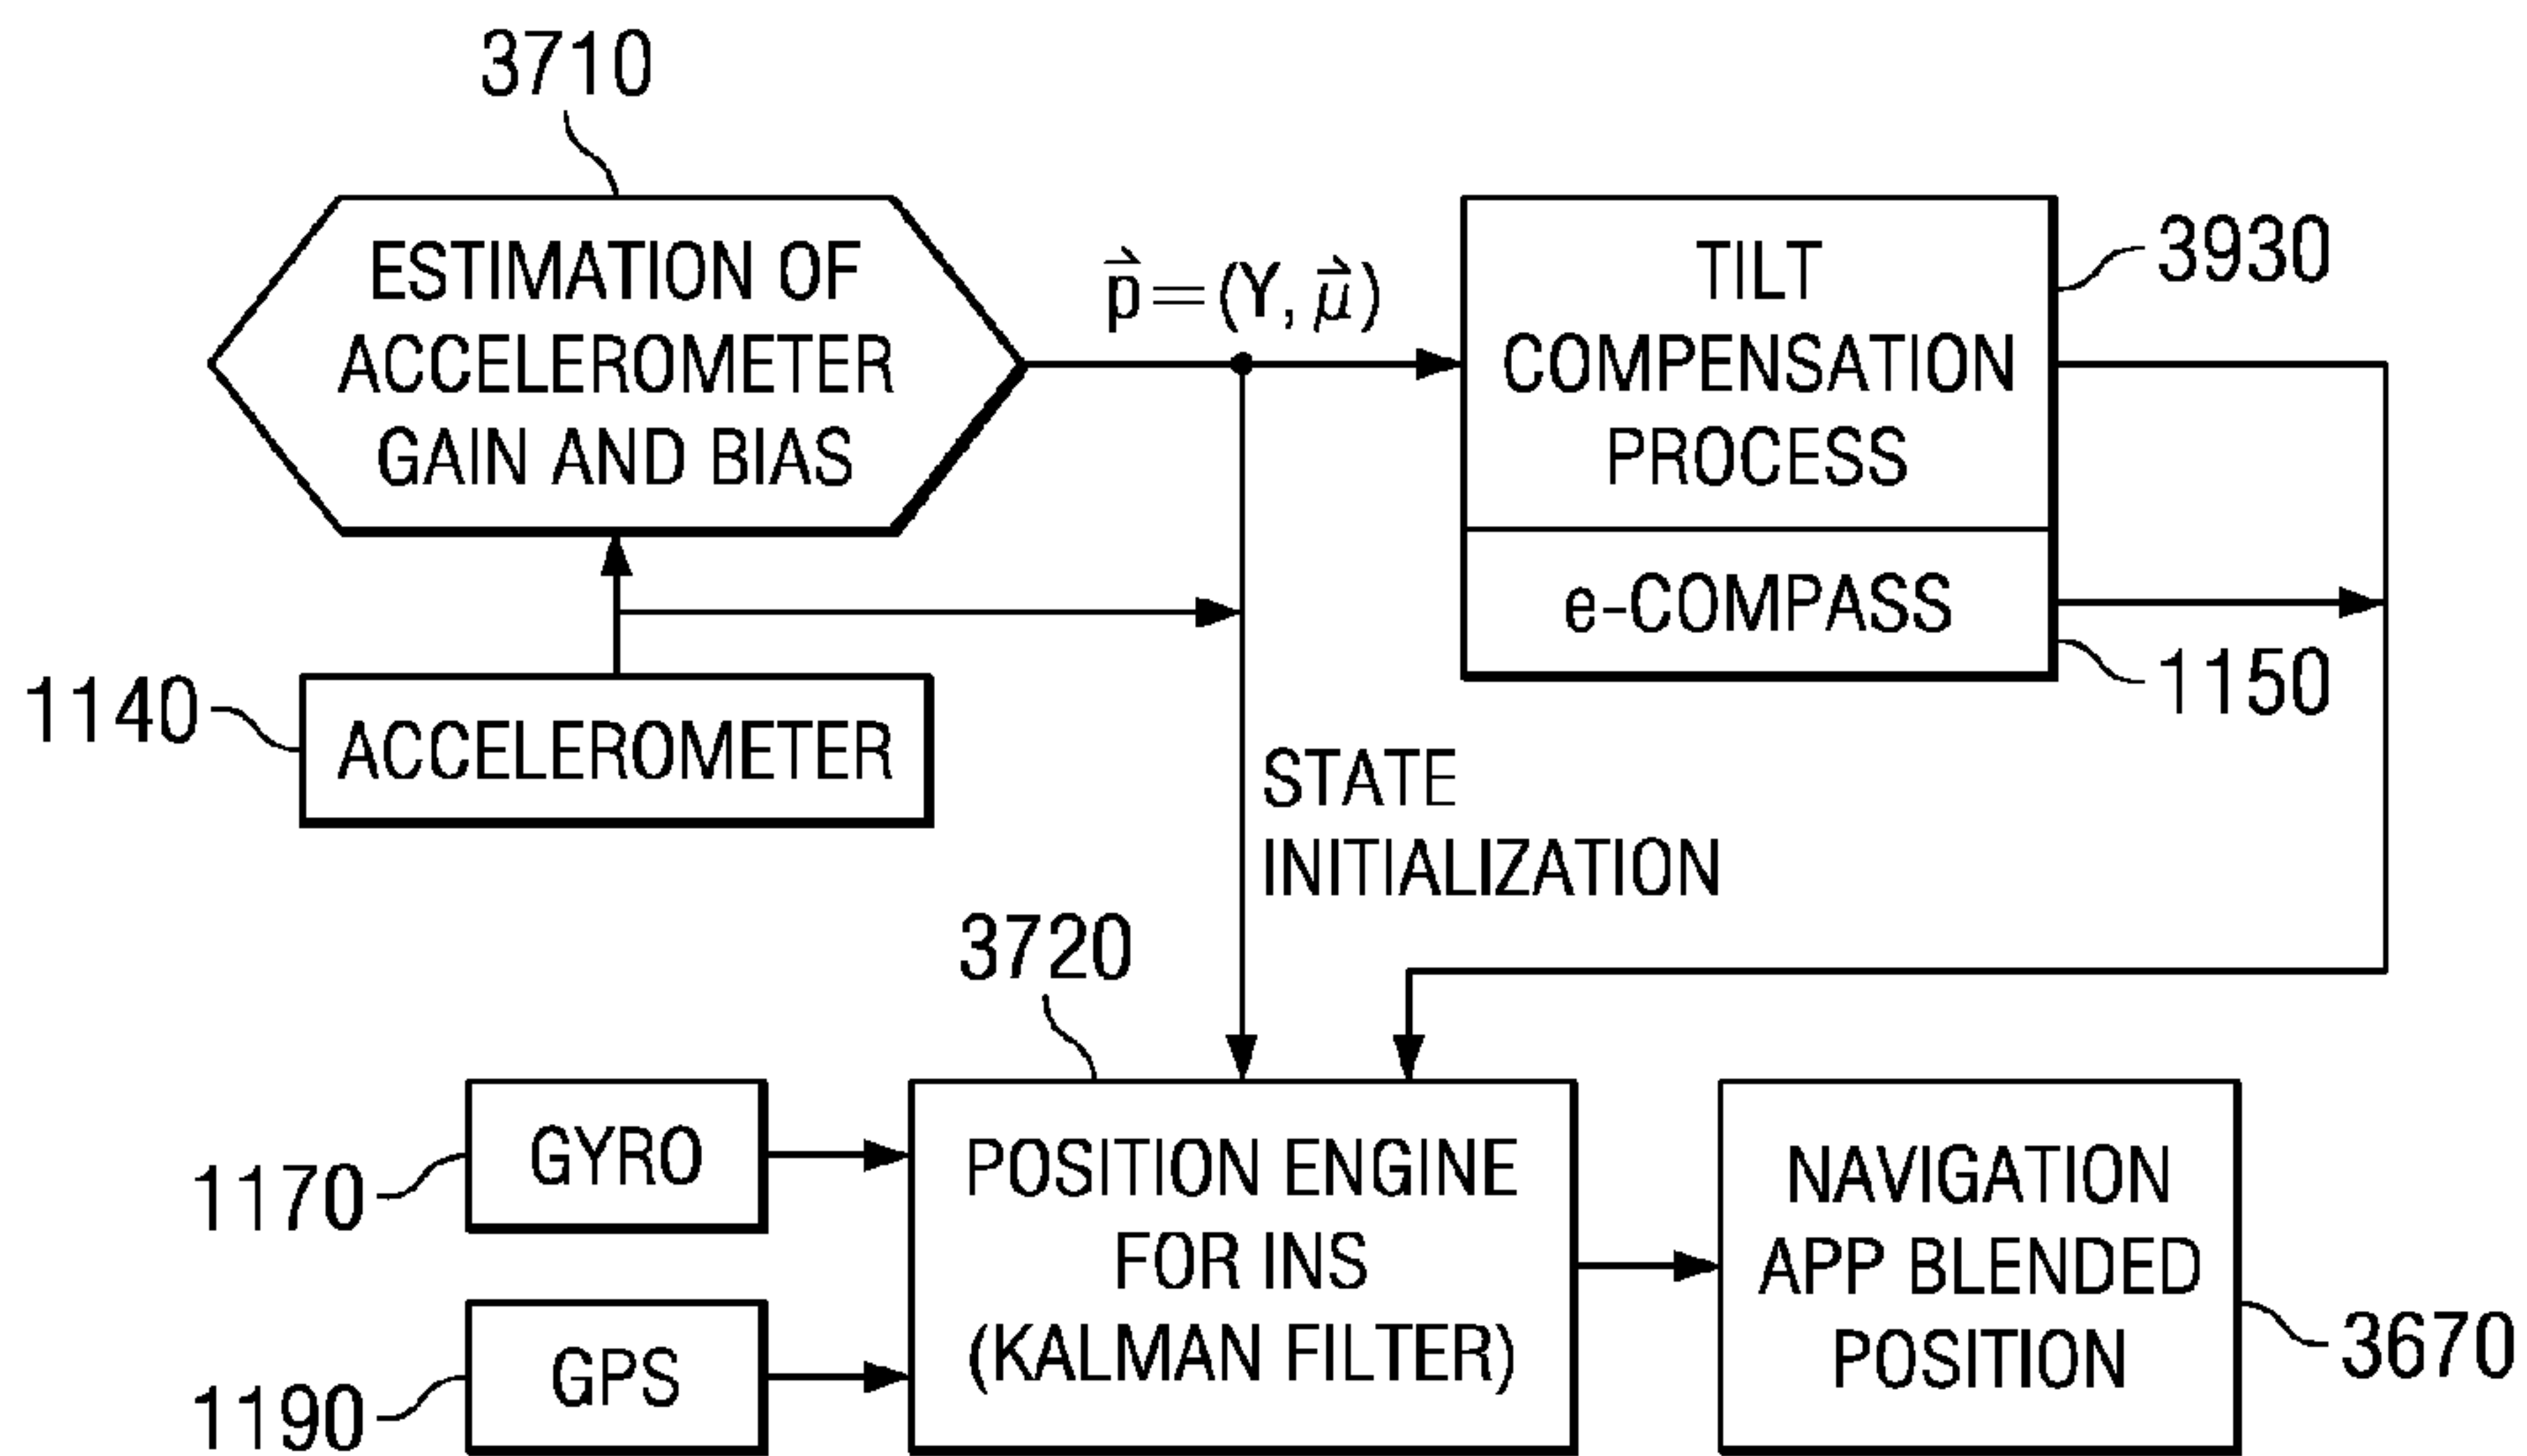 3710
ESTIMATION OF
ACCELEROMETER
GAIN AND BIAS
p⃗=(Y, μ⃗)
TILT
COMPENSATION
PROCESS
3930
e-COMPASS
1150
1140
ACCELEROMETER
STATE
INITIALIZATION
3720
1170
GYRO
1190
GPS
POSITION ENGINE
FOR INS
(KALMAN FILTER)
NAVIGATION
APP BLENDED
POSITION
3670